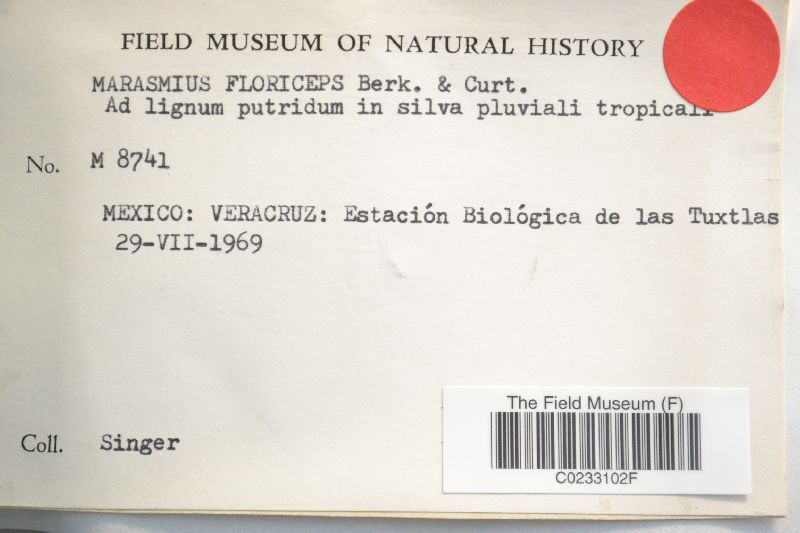 FIELD MUSEUM OF NATURAL HISTORY
MARASMIUS FLORICEPS Berk. & Curt.
Ad lignum putridum in silva pluviali tropicali
No. M 8741
MEXICO: VERACRUZ: Estación Biológica de las Tuxtlas
29-VII-1969
The Field Museum (F)
C0233102F
Coll. Singer